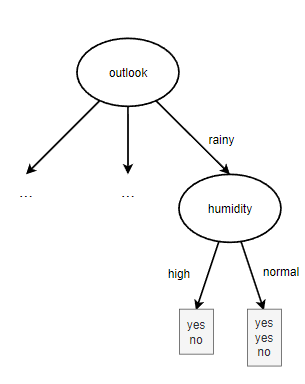 outlook
rainy
... ...
humidity
high normal
yes
no
yes
yes
no